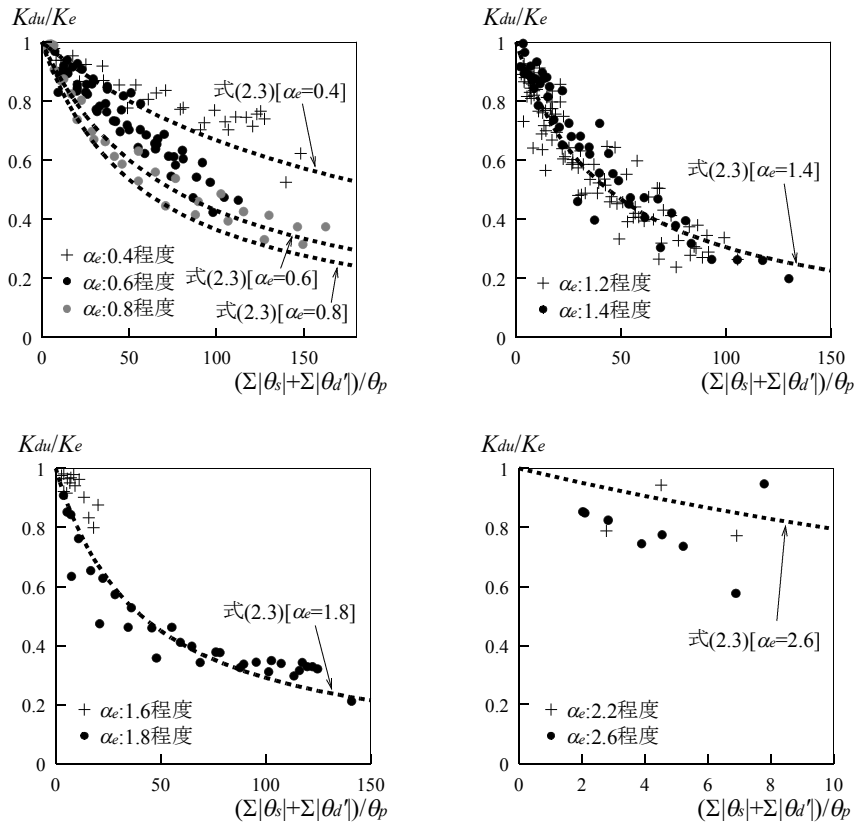 Kdu/Ke
1
0.8
0.6
0.4
0.2
0
0 50 100 150
(Σ|θs|+Σ|θd'|)/θp
式(2.3)[αe=0.4]
式(2.3)[αe=0.6]
式(2.3)[αe=0.8]
αe:0.4程度
αe:0.6程度
αe:0.8程度
Kdu/Ke
1
0.8
0.6
0.4
0.2
0
0 50 100 150
(Σ|θs|+Σ|θd'|)/θp
式(2.3)[αe=1.4]
αe:1.2程度
αe:1.4程度
Kdu/Ke
1
0.8
0.6
0.4
0.2
0
0 50 100 150
(Σ|θs|+Σ|θd'|)/θp
式(2.3)[αe=1.8]
αe:1.6程度
αe:1.8程度
Kdu/Ke
1
0.8
0.6
0.4
0.2
0
0 2 4 6 8 10
(Σ|θs|+Σ|θd'|)/θp
式(2.3)[αe=2.6]
αe:2.2程度
αe:2.6程度